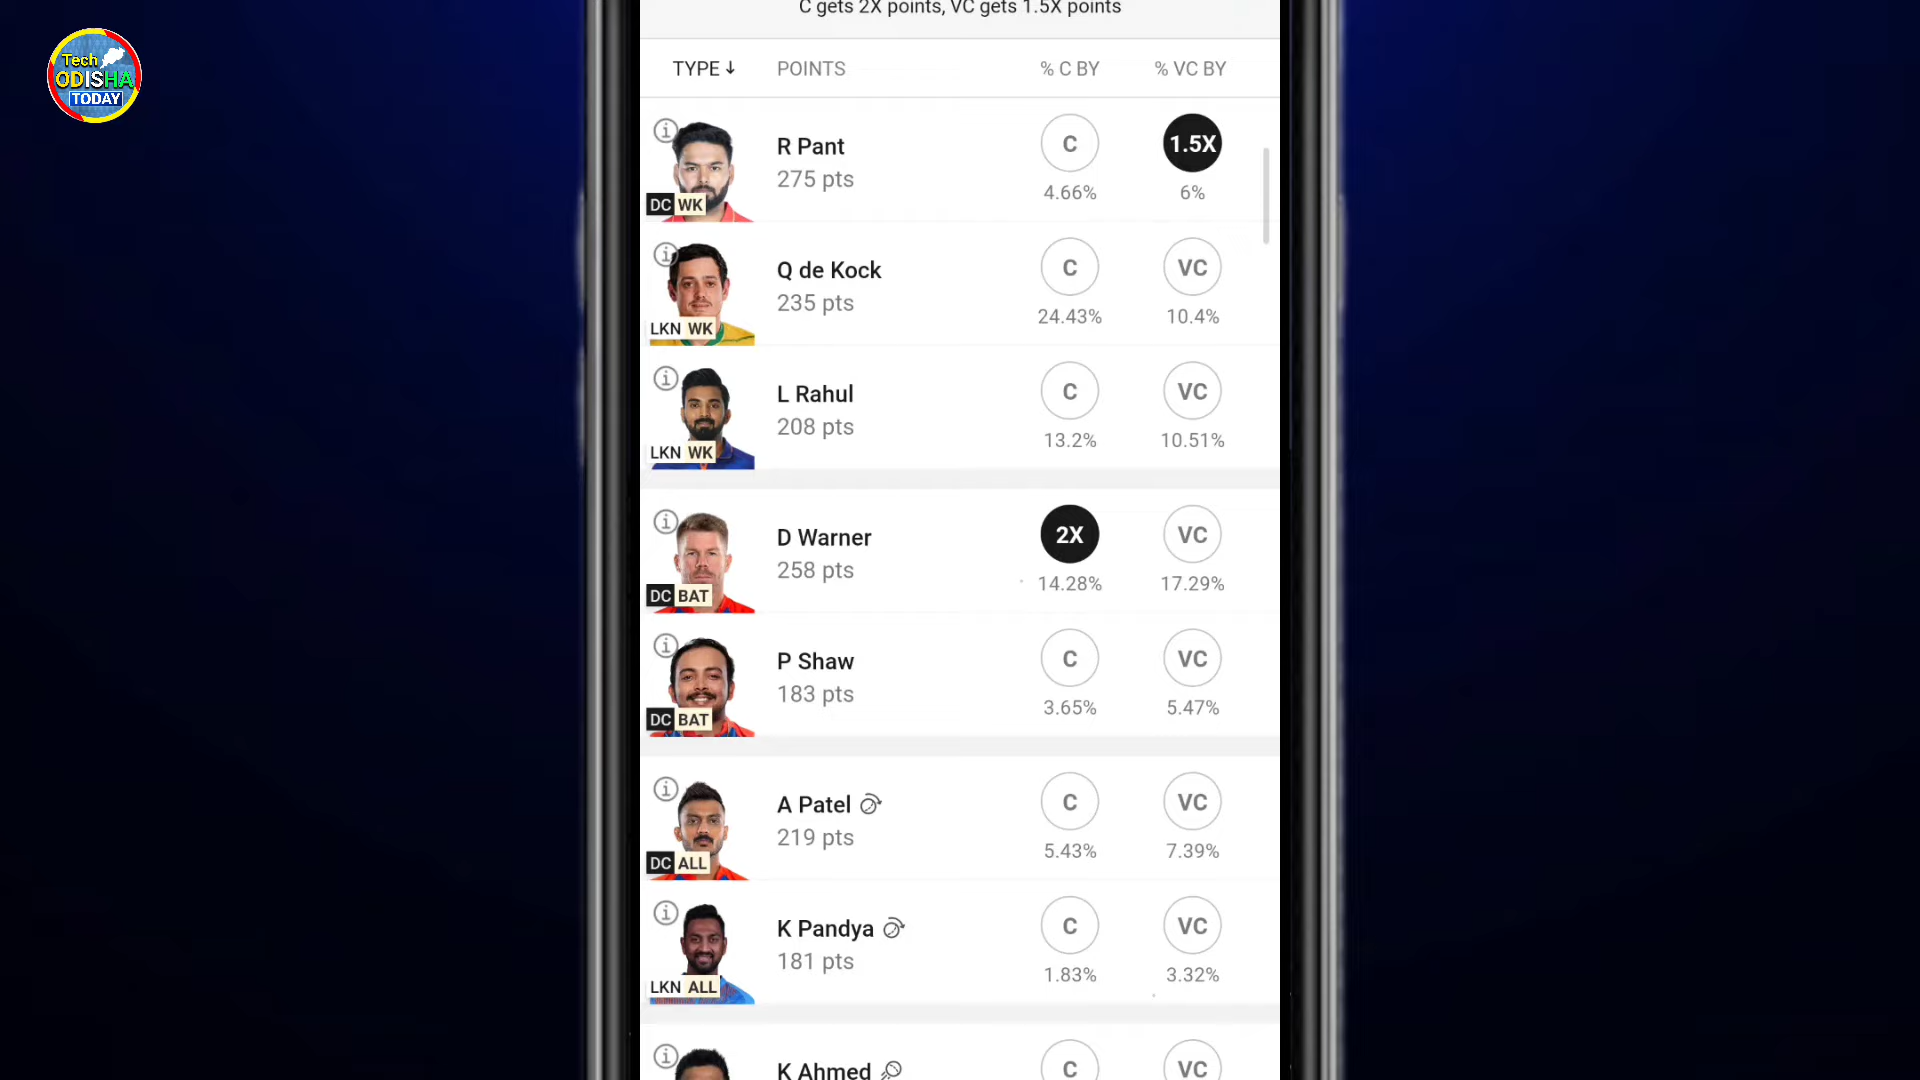 Tech
ODISHA
TODAY
C gets 2X points, VC gets 1.5X points
TYPE↓ POINTS % C BY % VC BY
R Pant C 1.5X
275 pts 4.66% 6%
DC WK
Q de Kock C VC
235 pts 24.43% 10.4%
LKN WK
L Rahul C VC
208 pts 13.2% 10.51%
LKN WK
D Warner 2X VC
258 pts 14.28% 17.29%
DC BAT
P Shaw C VC
183 pts 3.65% 5.47%
DC BAT
A Patel C VC
219 pts 5.43% 7.39%
DC ALL
K Pandya C VC
181 pts 1.83% 3.32%
LKN ALL
K Ahmed C VC